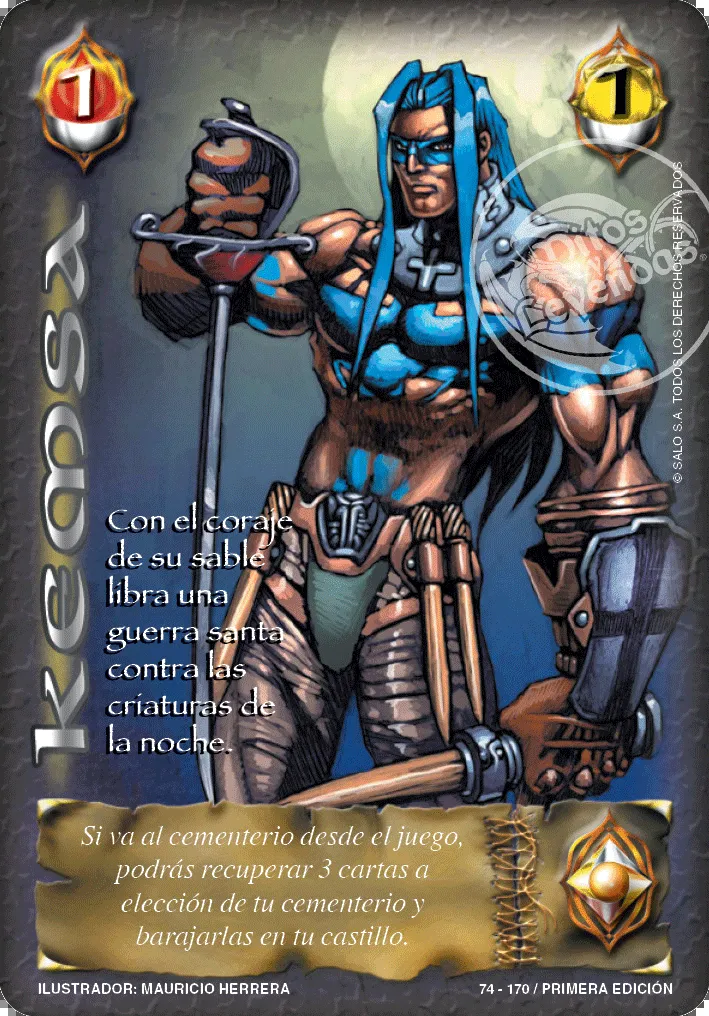 1
1
Kemsa
Mitos
y
Leyendas
®
© SALO S.A. TODOS LOS DERECHOS RESERVADOS
Con el coraje
de su sable
libra una
guerra santa
contra las
criaturas de
la noche.
Si va al cementerio desde el juego,
podrás recuperar 3 cartas a
elección de tu cementerio y
barajarlas en tu castillo.
ILUSTRADOR: MAURICIO HERRERA
74 - 170 / PRIMERA EDICIÓN